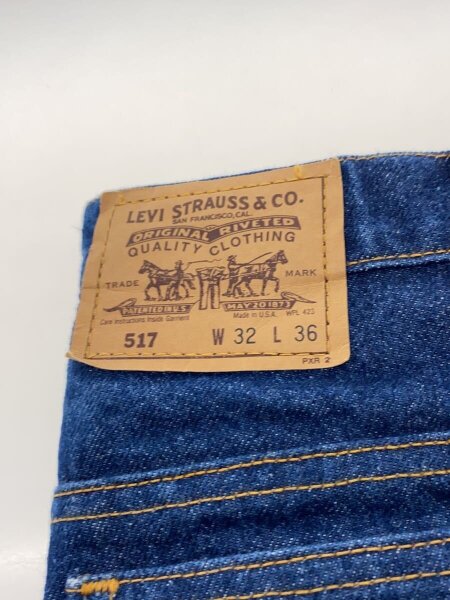 LEVI STRAUSS & CO.
SAN FRANCISCO, CAL.
ORIGINAL RIVETED
QUALITY CLOTHING
TRADE MARK
PATENTED IN U.S. MAY 20 1873
Care Instructions Inside Garment Made in U.S.A. WPL 423
517 W 32 L 36
PXR 2